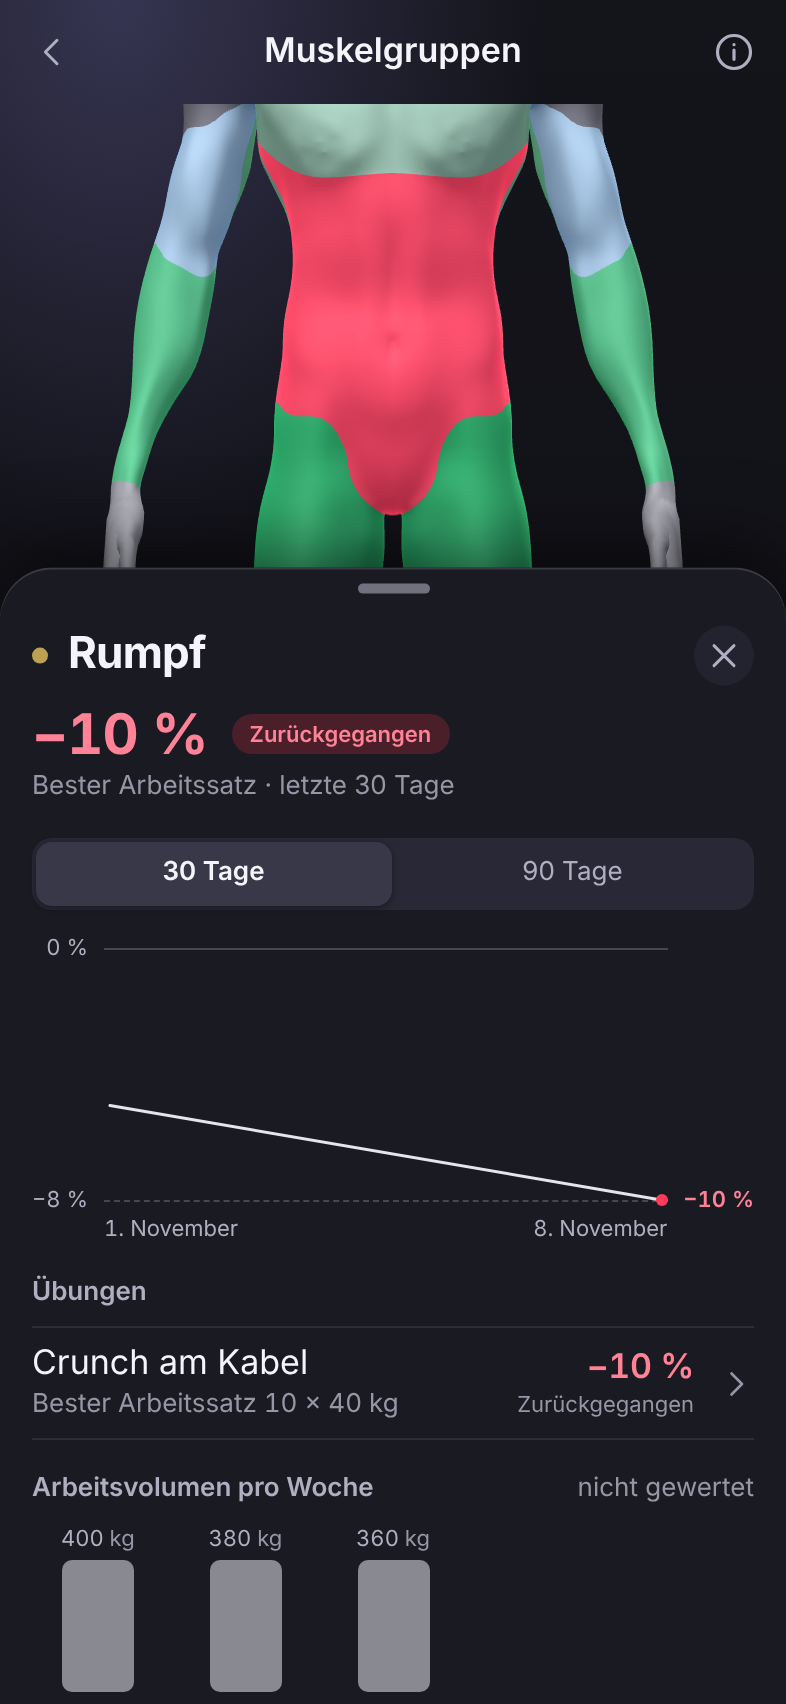 Muskelgruppen
Rumpf
−10 %
Zurückgegangen
Bester Arbeitssatz · letzte 30 Tage
30 Tage
90 Tage
0 %
−8 %
−10 %
1. November
8. November
Übungen
Crunch am Kabel
−10 %
Bester Arbeitssatz 10 × 40 kg
Zurückgegangen
Arbeitsvolumen pro Woche
nicht gewertet
400 kg
380 kg
360 kg